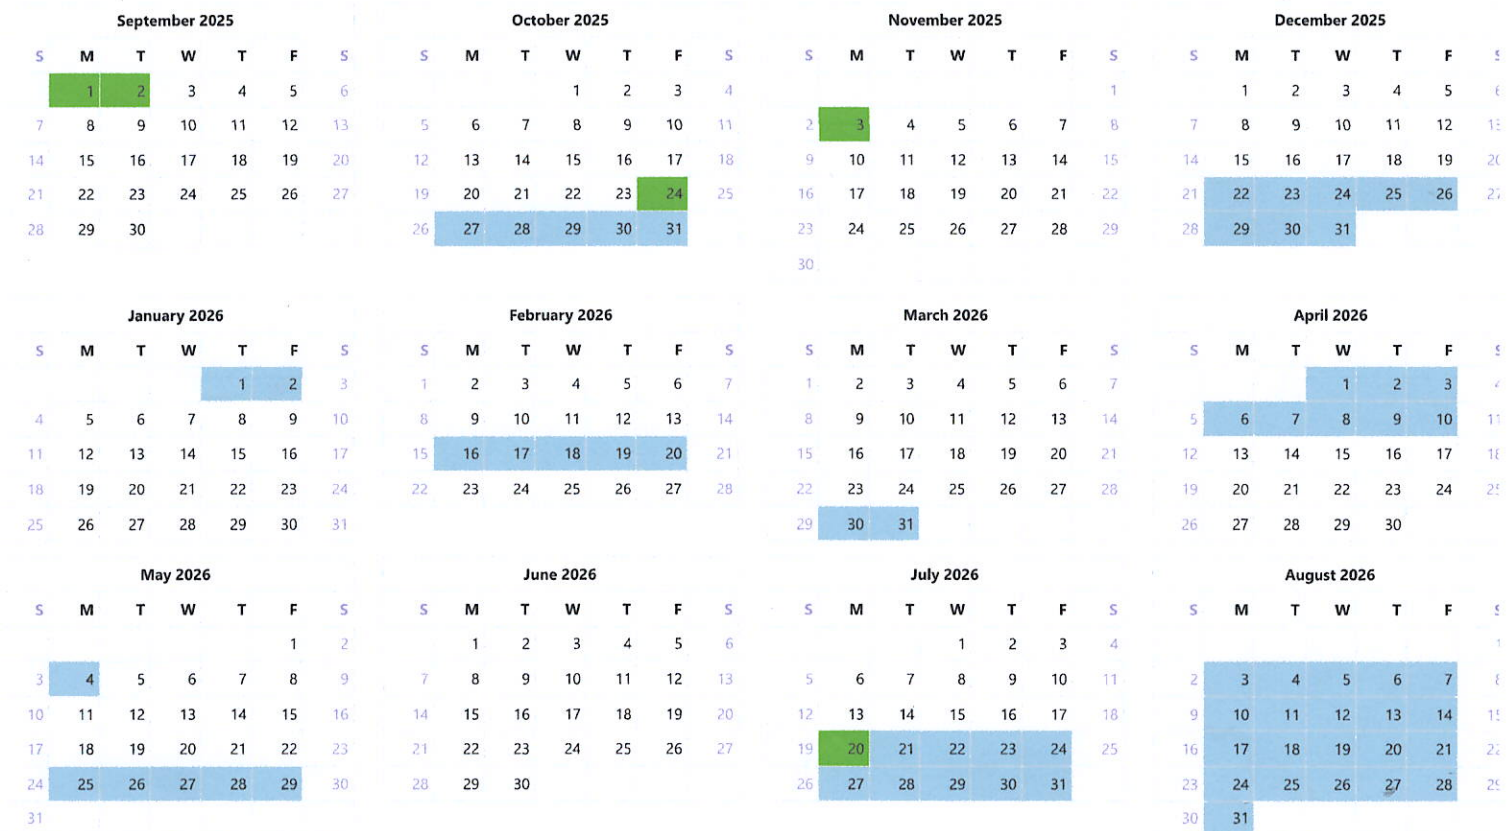 September 2025 October 2025 November 2025 December 2025
S M T W T F S S M T W T F S S M T W T F S S M T W T F
1 2 3 4 5 6 1 2 3 4 1 1 2 3 4 5
7 8 9 10 11 12 13 5 6 7 8 9 10 11 2 3 4 5 6 7 8 7 8 9 10 11 12
14 15 16 17 18 19 20 12 13 14 15 16 17 18 9 10 11 12 13 14 15 14 15 16 17 18 19
21 22 23 24 25 26 27 19 20 21 22 23 24 25 16 17 18 19 20 21 22 21 22 23 24 25 26
28 29 30 26 27 28 29 30 31 23 24 25 26 27 28 29 28 29 30 31
30
January 2026 February 2026 March 2026 April 2026
S M T W T F S S M T W T F S S M T W T F S S M T W T F
1 2 3 1 2 3 4 5 6 7 1 2 3 4 5 6 7 1 2 3
4 5 6 7 8 9 10 8 9 10 11 12 13 14 8 9 10 11 12 13 14 5 6 7 8 9 10
11 12 13 14 15 16 17 15 16 17 18 19 20 21 15 16 17 18 19 20 21 12 13 14 15 16 17
18 19 20 21 22 23 24 22 23 24 25 26 27 28 22 23 24 25 26 27 28 19 20 21 22 23 24
25 26 27 28 29 30 31 29 30 31 26 27 28 29 30
May 2026 June 2026 July 2026 August 2026
S M T W T F S S M T W T F S S M T W T F S S M T W T F
1 2 1 2 3 4 5 6 1 2 3 4
3 4 5 6 7 8 9 7 8 9 10 11 12 13 5 6 7 8 9 10 11 2 3 4 5 6 7
10 11 12 13 14 15 16 14 15 16 17 18 19 20 12 13 14 15 16 17 18 9 10 11 12 13 14
17 18 19 20 21 22 23 21 22 23 24 25 26 27 19 20 21 22 23 24 25 16 17 18 19 20 21
24 25 26 27 28 29 30 28 29 30 26 27 28 29 30 31 23 24 25 26 27 28
31 30 31